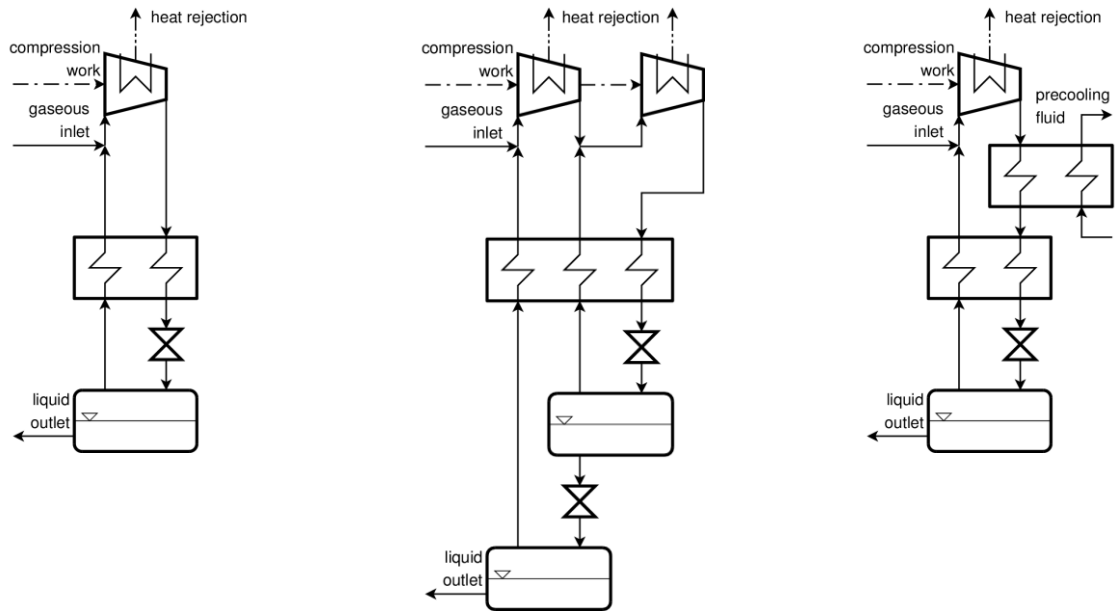 heat rejection
compression
work
gaseous
inlet
liquid
outlet
heat rejection
compression
work
gaseous
inlet
liquid
outlet
heat rejection
compression
work
gaseous
inlet
precooling
fluid
liquid
outlet